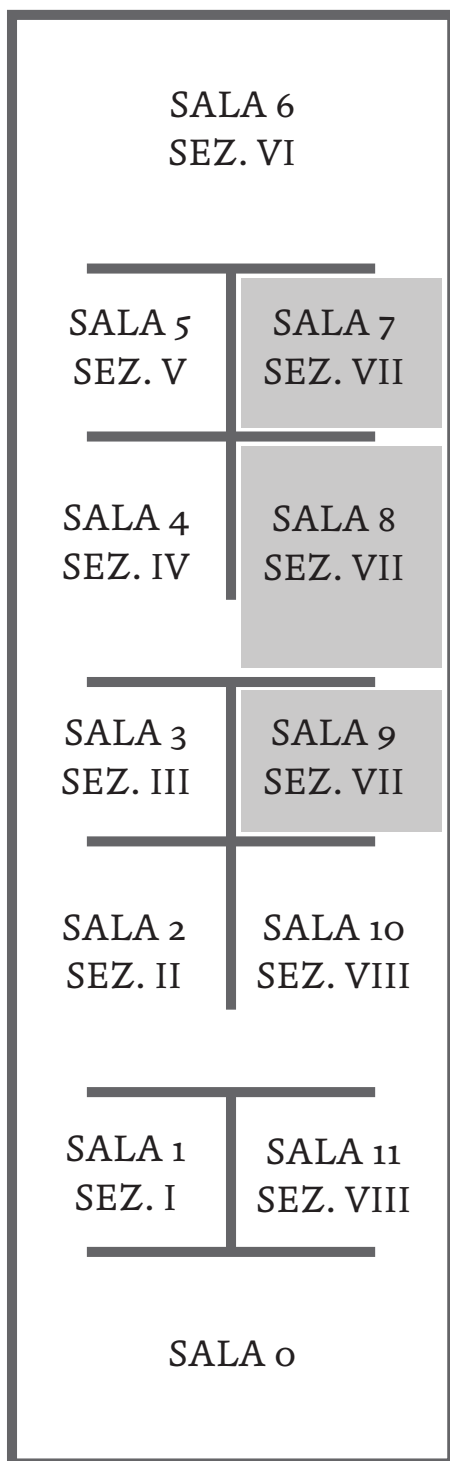 SALA 6
SEZ. VI
SALA 5
SEZ. V
SALA 7
SEZ. VII
SALA 4
SEZ. IV
SALA 8
SEZ. VII
SALA 3
SEZ. III
SALA 9
SEZ. VII
SALA 2
SEZ. II
SALA 10
SEZ. VIII
SALA 1
SEZ. I
SALA 11
SEZ. VIII
SALA 0